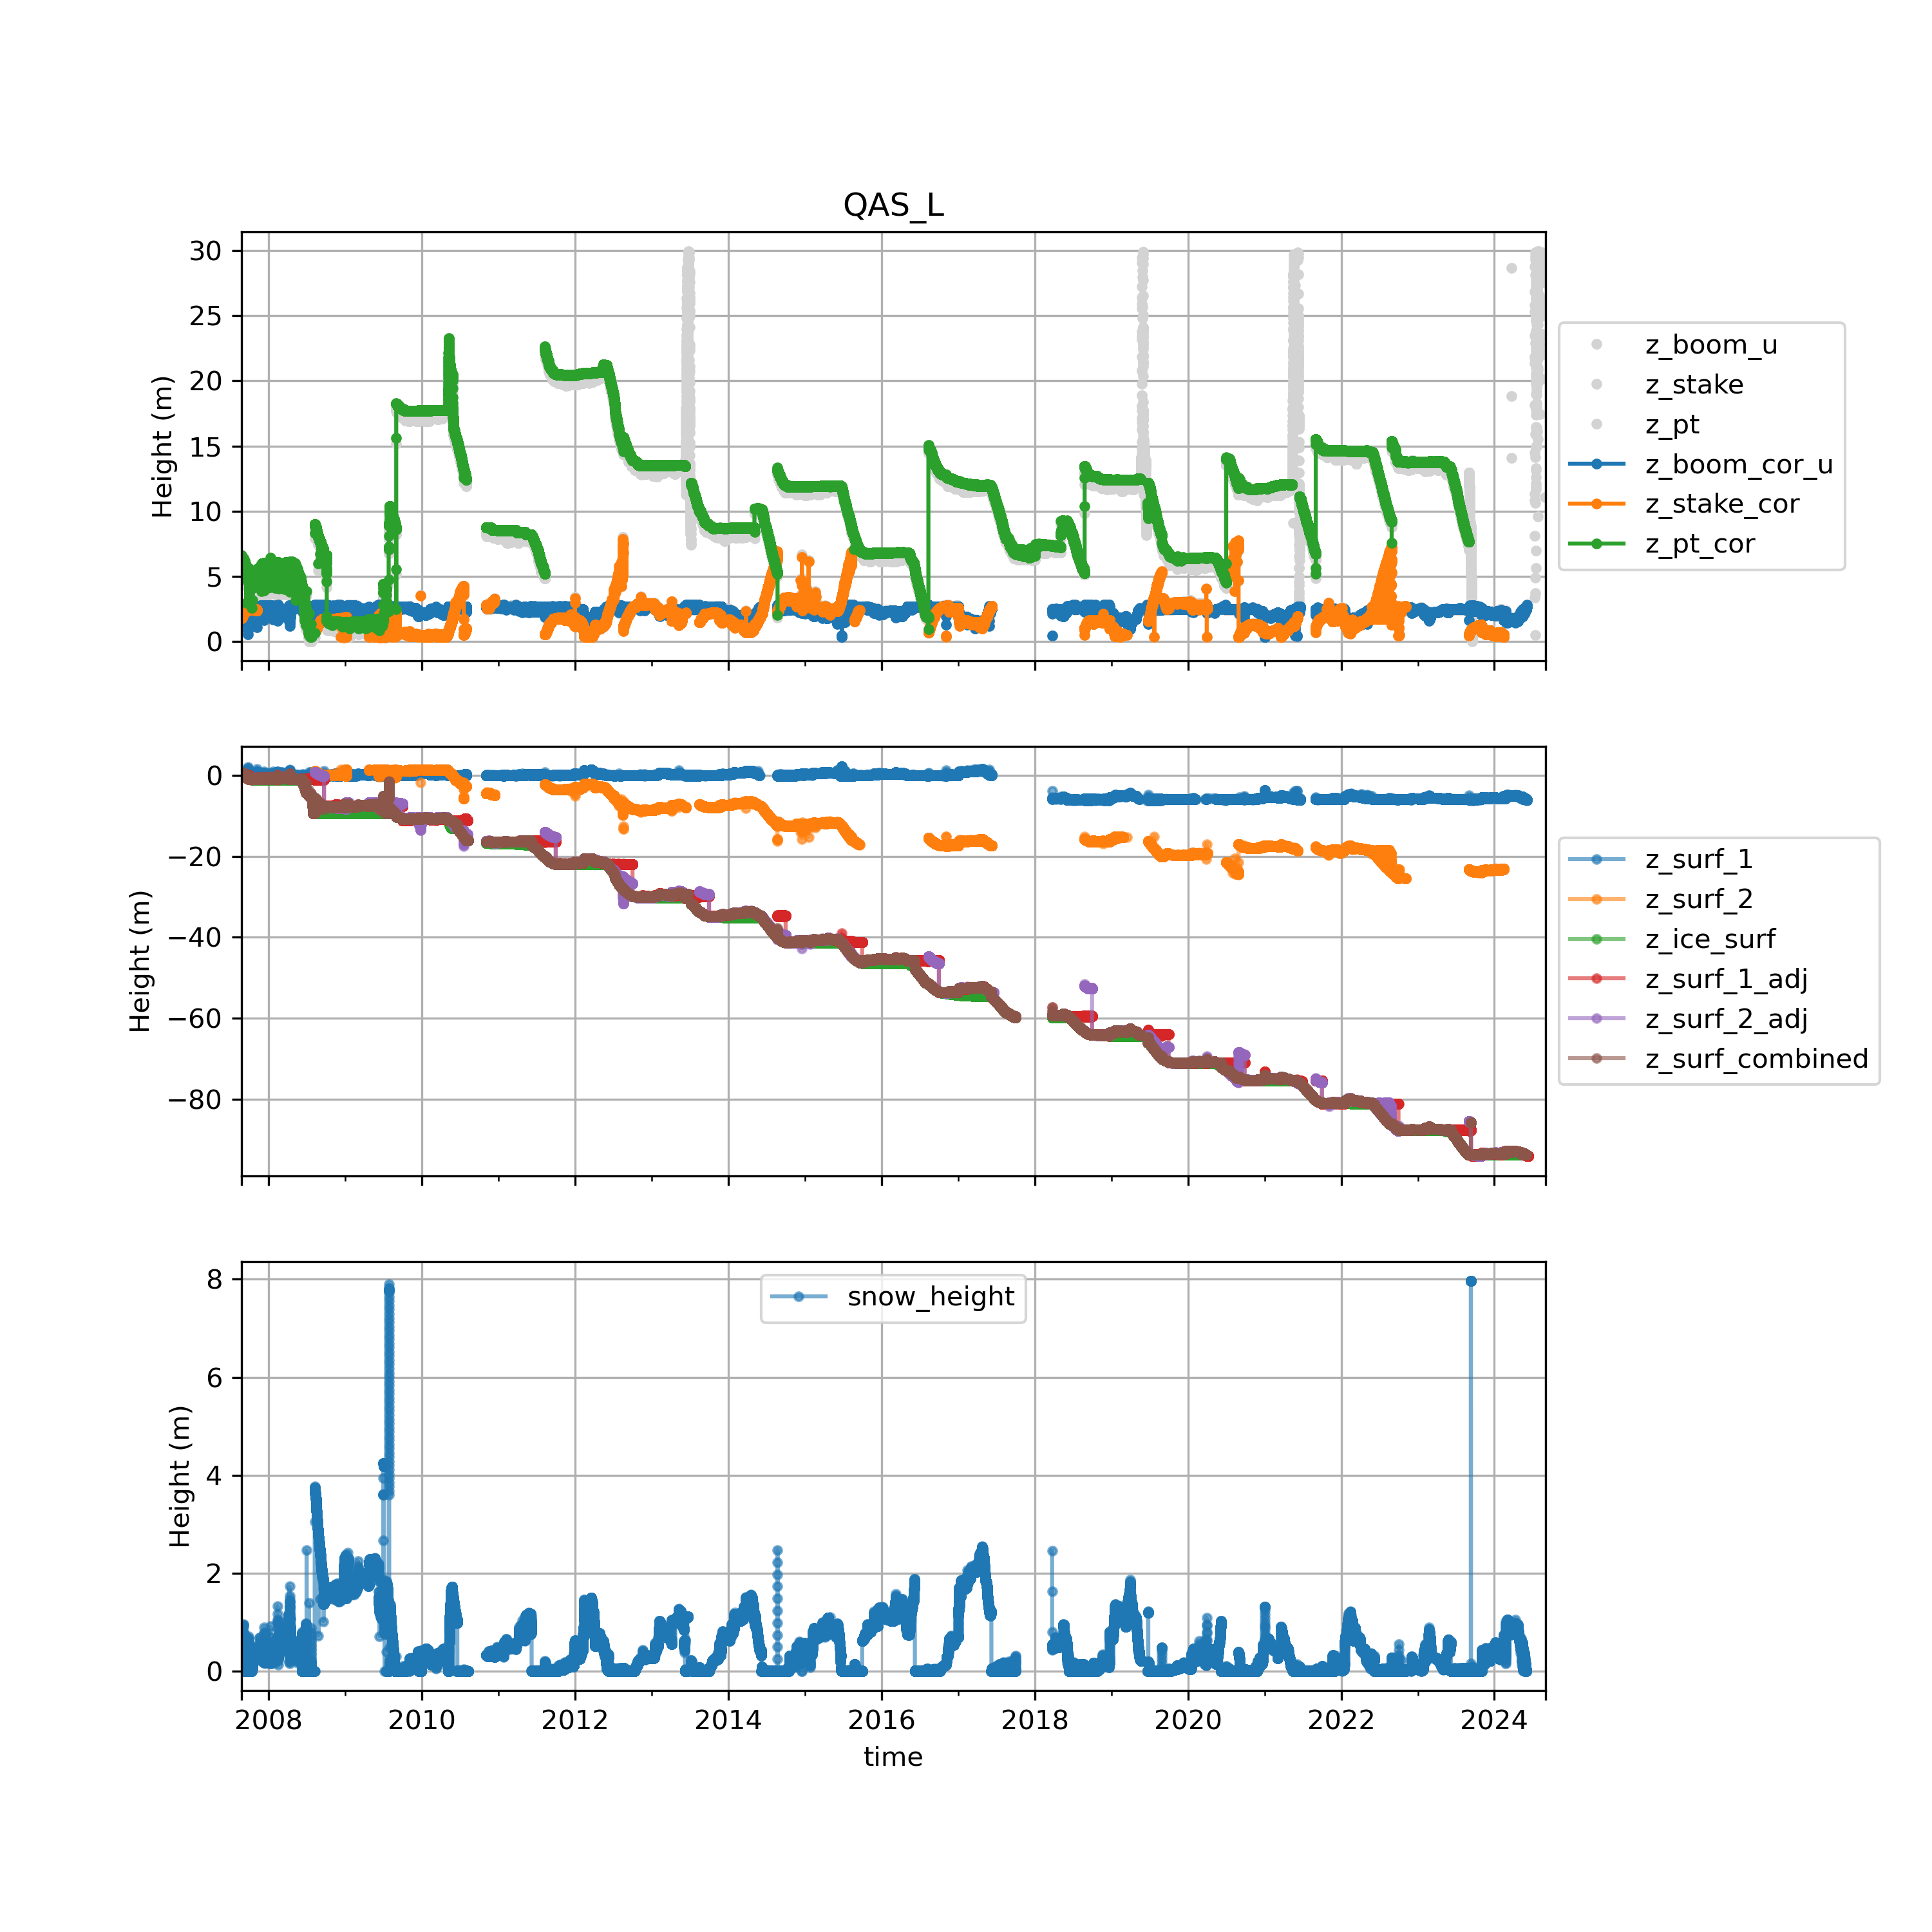 QAS_L
30
25
20
15
10
5
0
Height (m)
z_boom_u
z_stake
z_pt
z_boom_cor_u
z_stake_cor
z_pt_cor
0
−20
−40
−60
−80
Height (m)
z_surf_1
z_surf_2
z_ice_surf
z_surf_1_adj
z_surf_2_adj
z_surf_combined
8
6
4
2
0
Height (m)
snow_height
2008 2010 2012 2014 2016 2018 2020 2022 2024
time